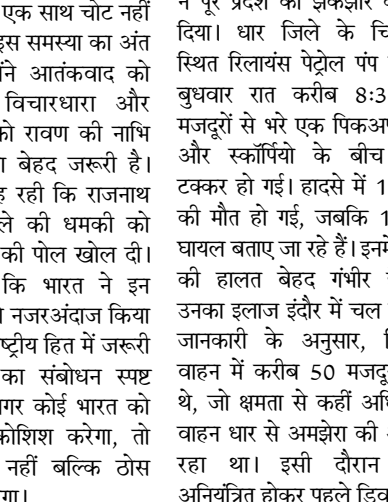 एक साथ चोट नहीं
इस समस्या का अंत
ने आतंकवाद को
विचारधारा और
को रावण की नाभि
बेहद जरूरी है।
रही कि राजनाथ
ले की धमकी को
की पोल खोल दी।
कि भारत ने इन
नजरअंदाज किया
ष्ट्रीय हित में जरूरी
का संबोधन स्पष्ट
गर कोई भारत को
कोशिश करेगा, तो
नहीं बल्कि ठोस
गा।
ने पूरे प्रदेश को झकझोर
दिया। धार जिले के
स्थित रिलायंस पेट्रोल पंप
बुधवार रात करीब 8:3
मजदूरों से भरे एक पिकअप
और स्कॉर्पियो के बीच
टक्कर हो गई। हादसे में 1
की मौत हो गई, जबकि 1
घायल बताए जा रहे हैं। इनमें
की हालत बेहद गंभीर
उनका इलाज इंदौर में चल
जानकारी के अनुसार,
वाहन में करीब 50 मजदू
थे, जो क्षमता से कहीं अधि
वाहन धार से अमझेरा की
रहा था। इसी दौरान
अनियंत्रित होकर पहले डिव